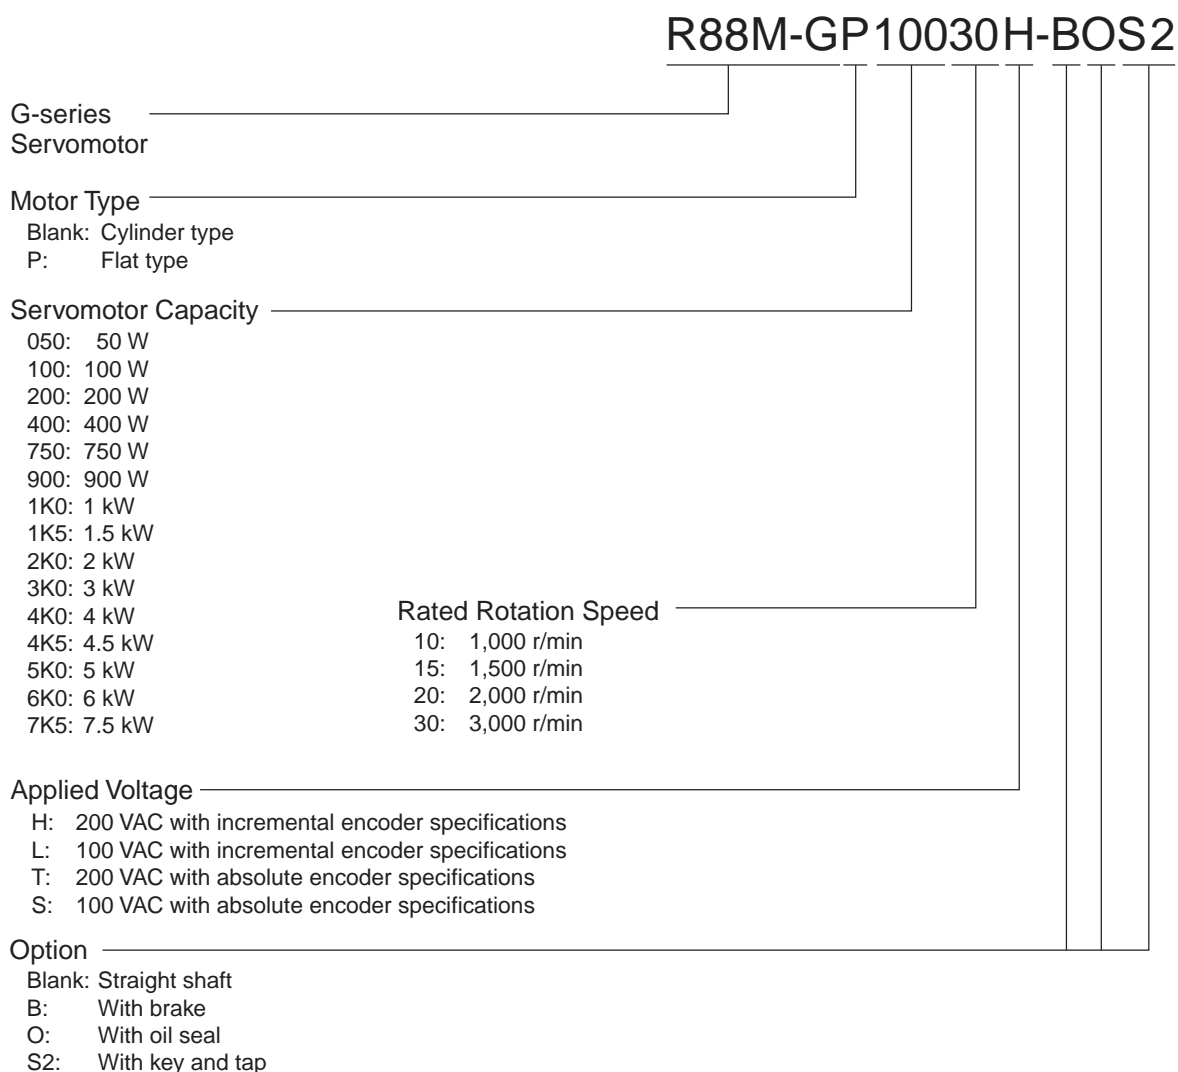 R88M-GP10030H-BOS2
G-series
Servomotor
Motor Type
Blank: Cylinder type
P: Flat type
Servomotor Capacity
050: 50 W
100: 100 W
200: 200 W
400: 400 W
750: 750 W
900: 900 W
1K0: 1 kW
1K5: 1.5 kW
2K0: 2 kW
3K0: 3 kW
4K0: 4 kW
4K5: 4.5 kW
5K0: 5 kW
6K0: 6 kW
7K5: 7.5 kW
Rated Rotation Speed
10: 1,000 r/min
15: 1,500 r/min
20: 2,000 r/min
30: 3,000 r/min
Applied Voltage
H: 200 VAC with incremental encoder specifications
L: 100 VAC with incremental encoder specifications
T: 200 VAC with absolute encoder specifications
S: 100 VAC with absolute encoder specifications
Option
Blank: Straight shaft
B: With brake
O: With oil seal
S2: With key and tap